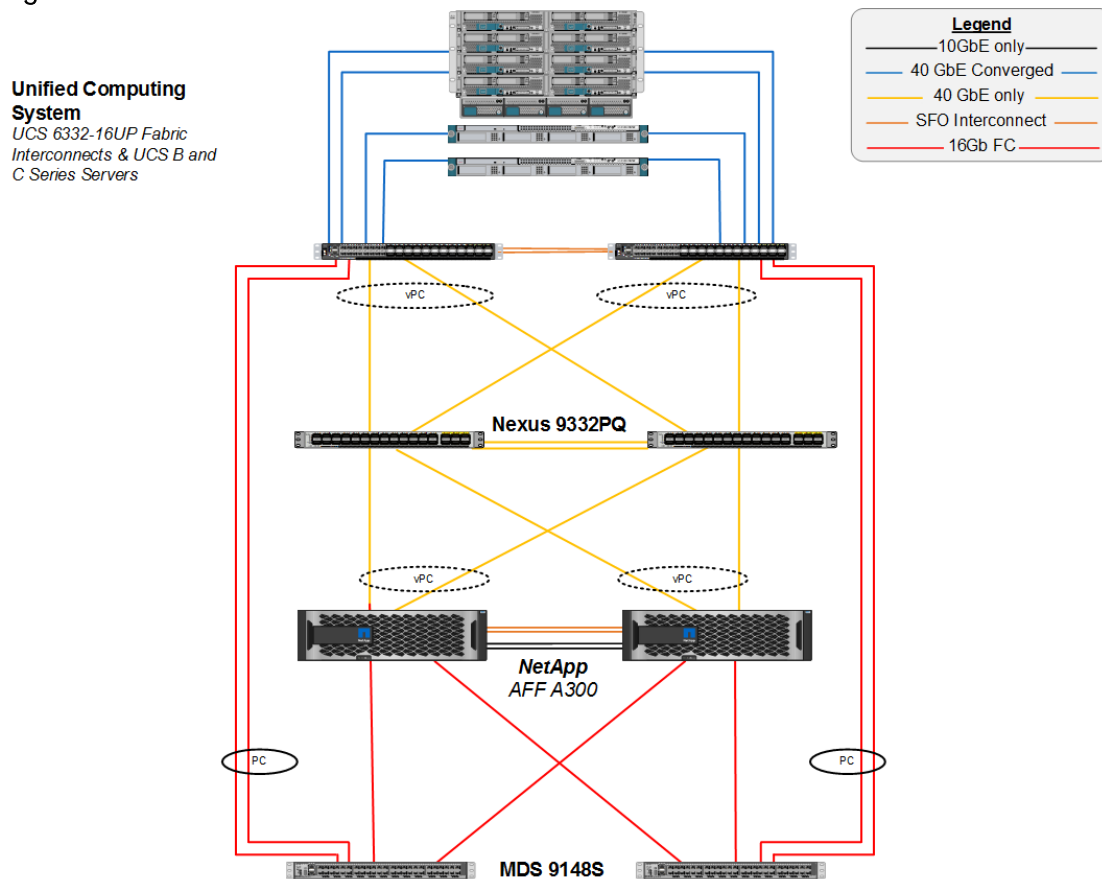 Unified Computing
System
UCS 6332-16UP Fabric
Interconnects & UCS B and
C Series Servers
Legend
10GbE only
40 GbE Converged
40 GbE only
SFO Interconnect
16Gb FC
vPC
vPC
Nexus 9332PQ
vPC
vPC
NetApp
NetApp
NetApp
AFF A300
PC
PC
MDS 9148S